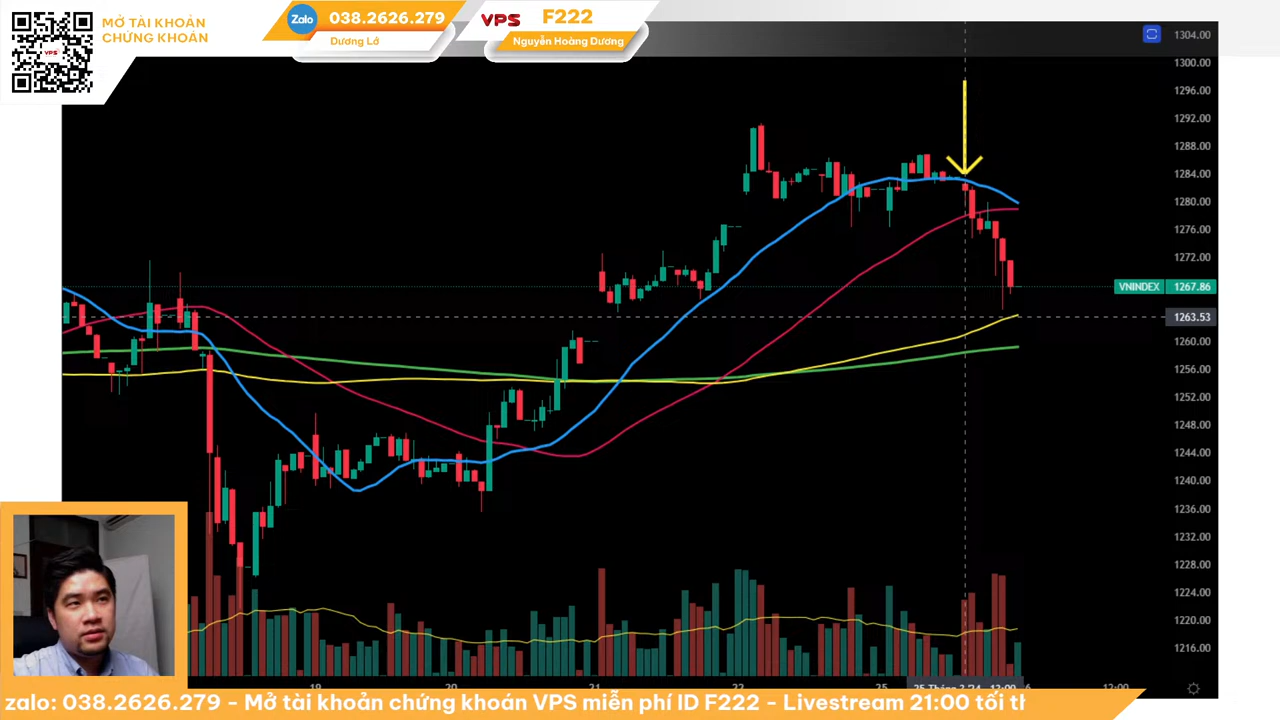 MỞ TÀI KHOẢN
CHỨNG KHOÁN
VPS
Zalo
038.2626.279
Dương Lớ
VPS
F222
Nguyễn Hoàng Dương
1304.00
1300.00
1296.00
1292.00
1288.00
1284.00
1280.00
1276.00
1272.00
VNINDEX 1267.86
1263.53
1260.00
1256.00
1252.00
1248.00
1244.00
1240.00
1236.00
1232.00
1228.00
1224.00
1220.00
1216.00
19 20 21 22 25 12:00
zalo: 038.2626.279 - Mở tài khoản chứng khoán VPS miễn phí ID F222 - Livestream 21:00 tối th